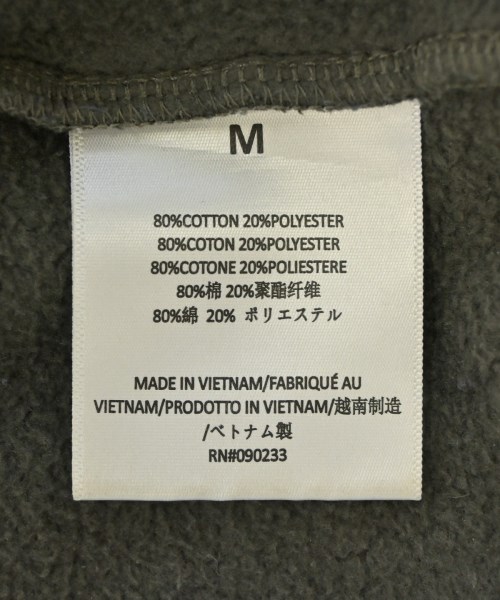 M
80%COTTON 20%POLYESTER
80%COTON 20%POLYESTER
80%COTONE 20%POLIESTERE
80%棉 20%聚酯纤维
80%綿 20% ポリエステル
MADE IN VIETNAM/FABRIQUÉ AU
VIETNAM/PRODOTTO IN VIETNAM/越南制造
/ベトナム製
RN#090233